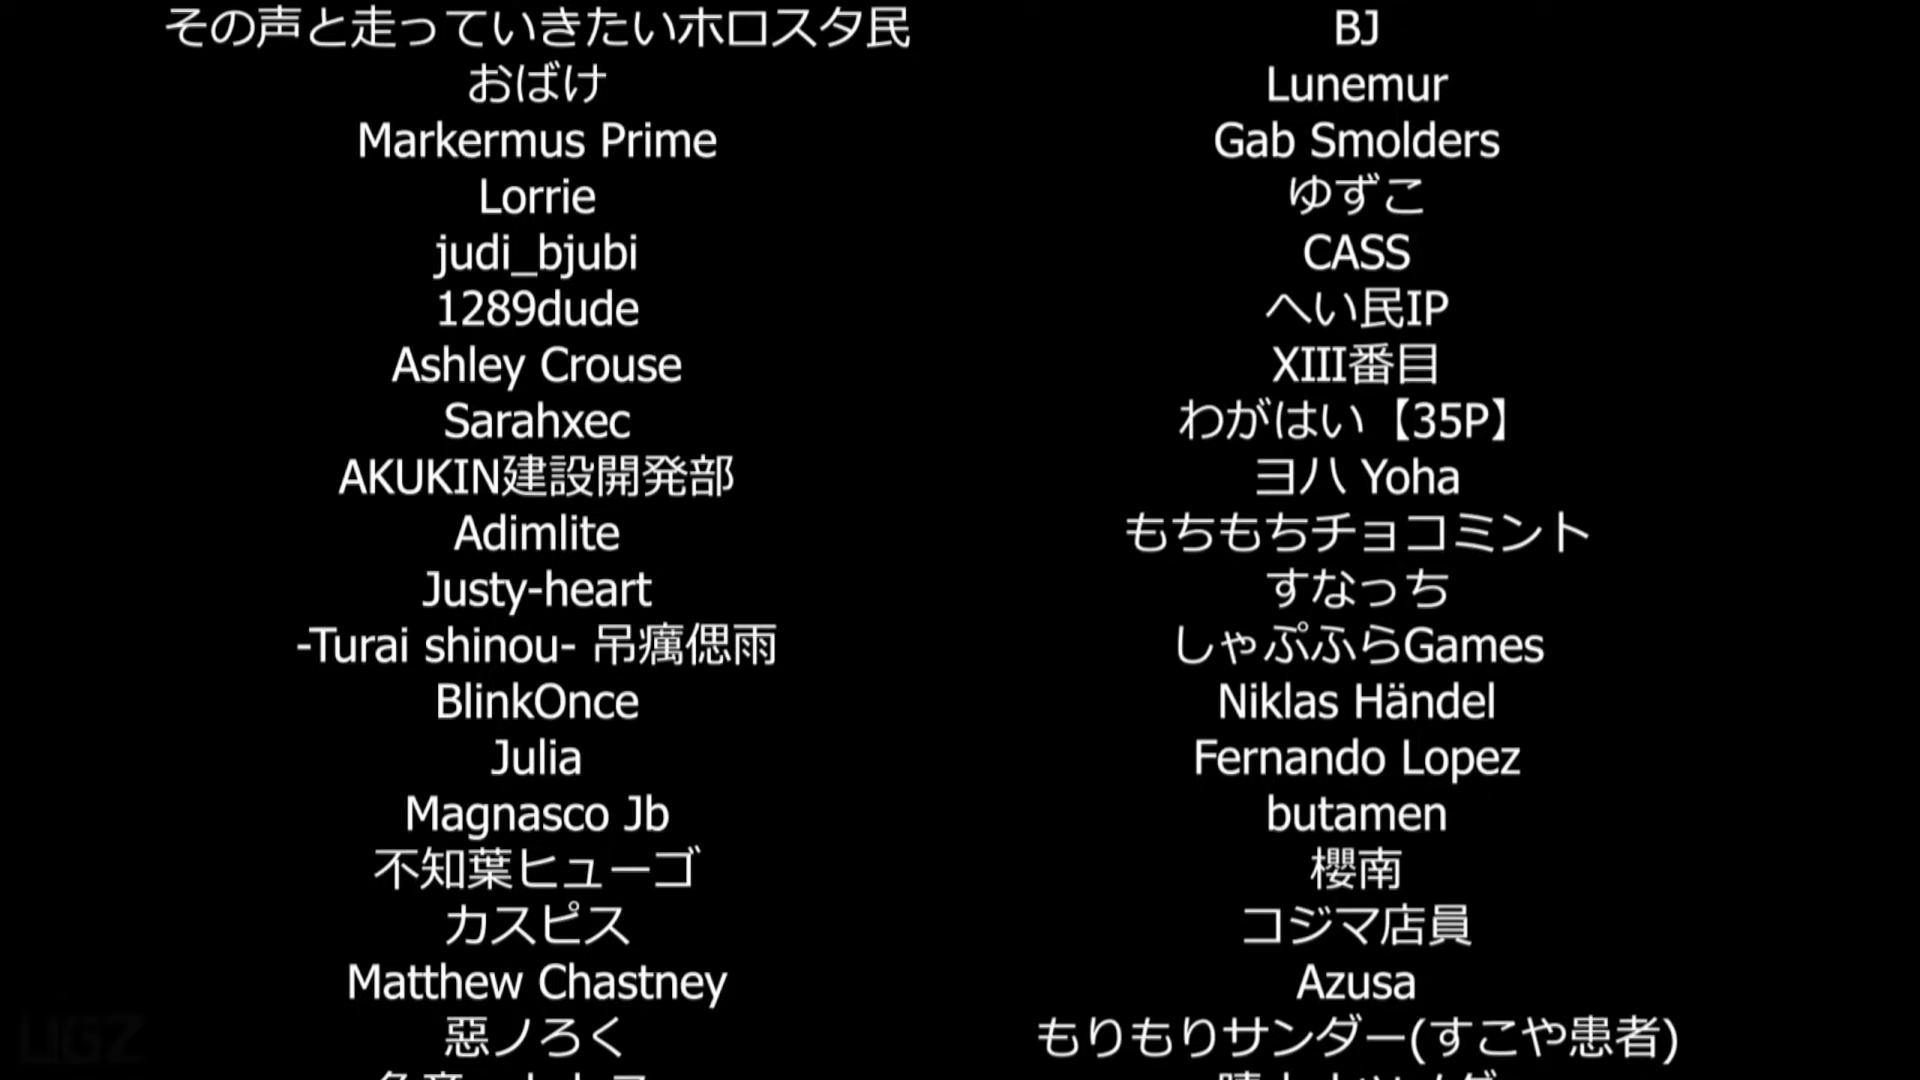 その声と走っていきたいホロスタ民
おばけ
Markermus Prime
Lorrie
judi_bjubi
1289dude
Ashley Crouse
Sarahxec
AKUKIN建設開発部
Adimlite
Justy-heart
-Turai shinou- 吊癘偲雨
BlinkOnce
Julia
Magnasco Jb
不知葉ヒューゴ
カスピス
Matthew Chastney
惡ノろく
BJ
Lunemur
Gab Smolders
ゆずこ
CASS
へい民IP
XIII番目
わがはい【35P】
ヨハ Yoha
もちもちチョコミント
すなっち
しゃぷふらGames
Niklas Händel
Fernando Lopez
butamen
櫻南
コジマ店員
Azusa
もりもりサンダー(すこや患者)
UGZ